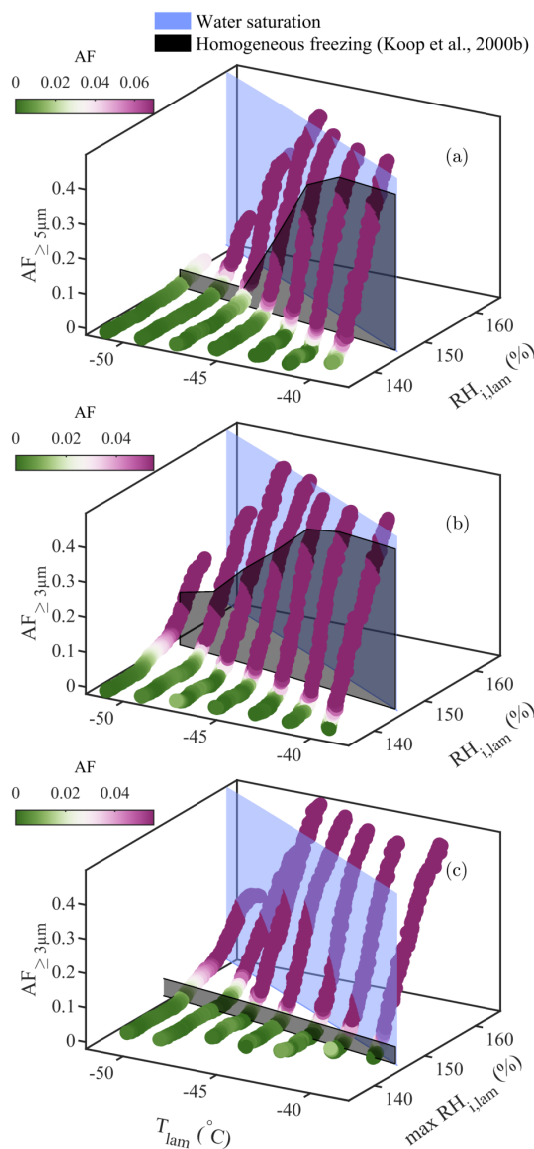 Water saturation
Homogeneous freezing (Koop et al., 2000b)
AF
0 0.02 0.04 0.06
(a)
0.4
0.3
0.2
0.1
0
AF≥ 5µm
-50
-45
-40
140
150
160
RHi,lam (%)
AF
0 0.02 0.04
(b)
0.4
0.3
0.2
0.1
0
AF≥ 3µm
-50
-45
-40
140
150
160
RHi,lam (%)
AF
0 0.02 0.04
(c)
0.4
0.3
0.2
0.1
0
AF≥ 3µm
-50
-45
-40
140
150
160
Tlam (°C)
max RHi,lam (%)